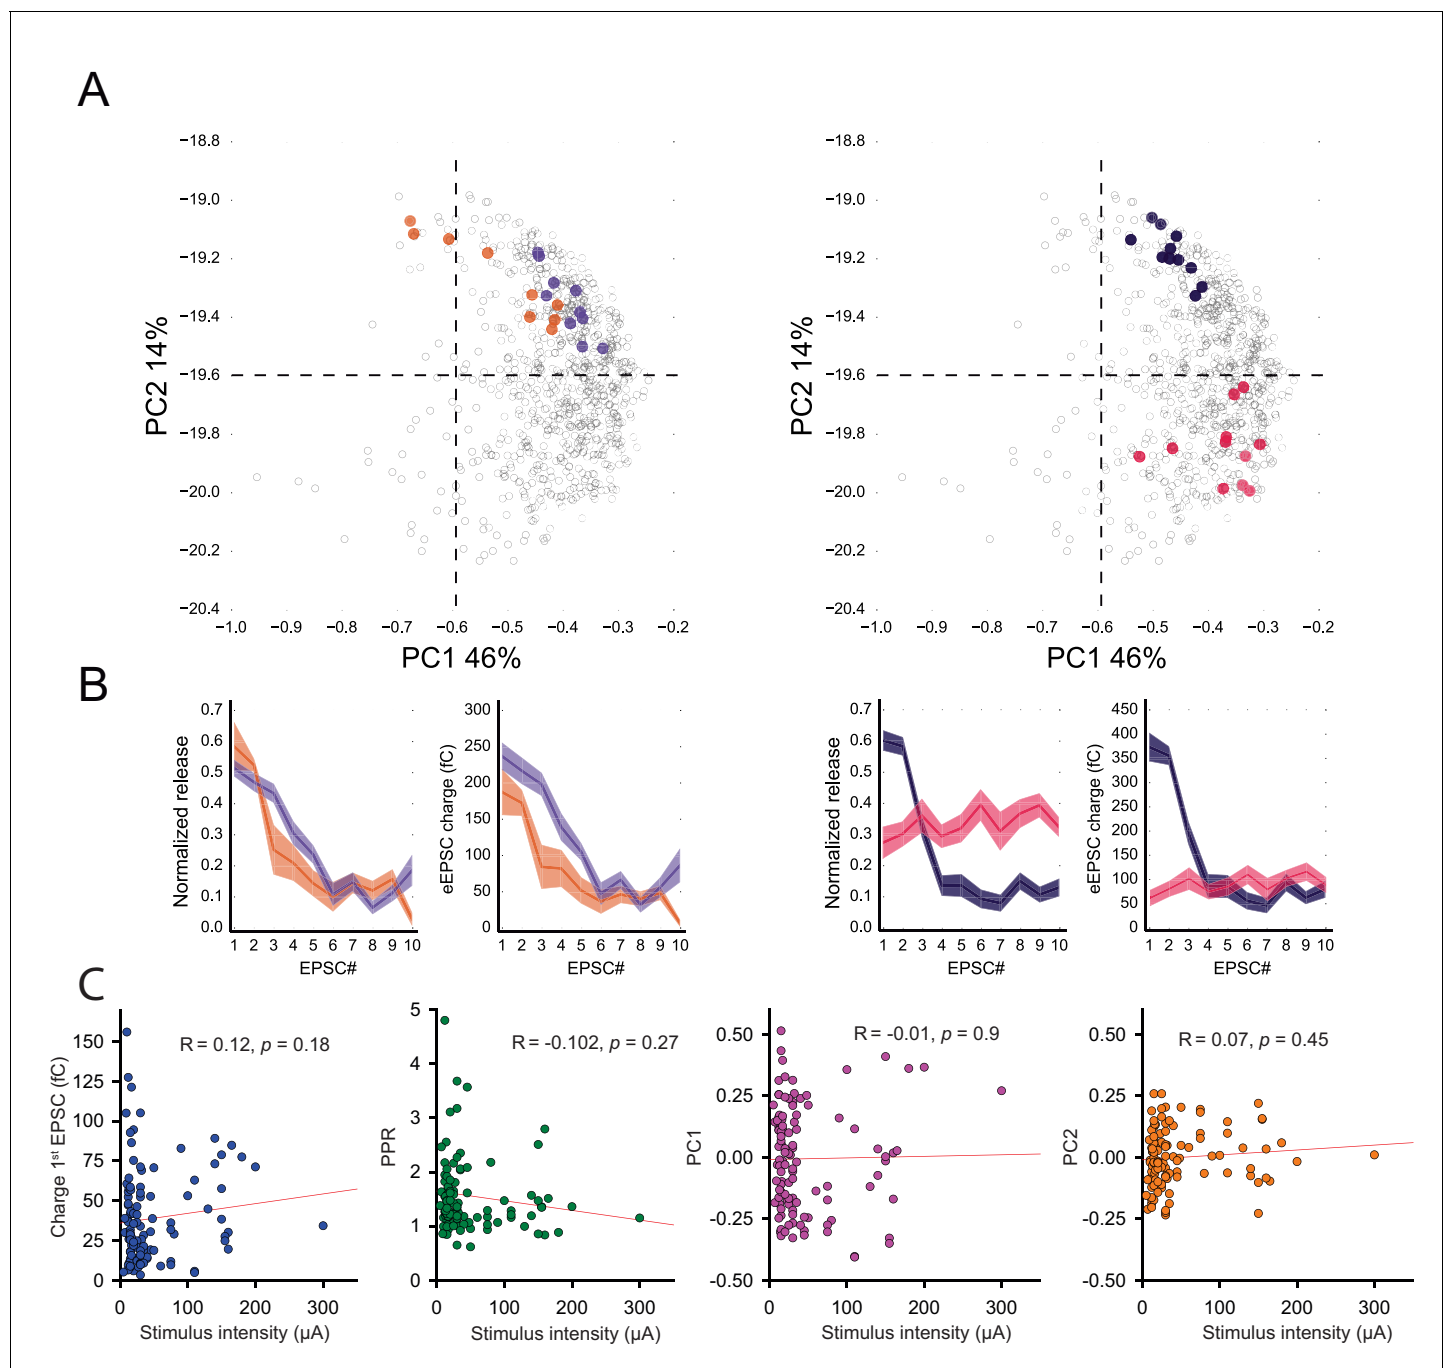 A
−18.8
−19.0
−19.2
−19.4
−19.6
−19.8
−20.0
−20.2
−20.4
PC2 14%
−1.0 −0.9 −0.8 −0.7 −0.6 −0.5 −0.4 −0.3 −0.2
PC1 46%
−18.8
−19.0
−19.2
−19.4
−19.6
−19.8
−20.0
−20.2
−20.4
PC2 14%
−1.0 −0.9 −0.8 −0.7 −0.6 −0.5 −0.4 −0.3 −0.2
PC1 46%
B
0.7
0.6
0.5
0.4
0.3
0.2
0.1
0.0
Normalized release
1 2 3 4 5 6 7 8 9 10
EPSC#
300
250
200
150
100
50
0
eEPSC charge (fC)
1 2 3 4 5 6 7 8 9 10
EPSC#
0.7
0.6
0.5
0.4
0.3
0.2
0.1
0.0
Normalized release
1 2 3 4 5 6 7 8 9 10
EPSC#
450
400
350
300
250
200
150
100
50
0
eEPSC charge (fC)
1 2 3 4 5 6 7 8 9 10
EPSC#
C
150
125
100
75
50
25
0
Charge 1st EPSC (fC)
R = 0.12, p = 0.18
0 100 200 300
Stimulus intensity (µA)
5
4
3
2
1
0
PPR
R = -0.102, p = 0.27
0 100 200 300
Stimulus intensity (µA)
0.50
0.25
0.00
-0.25
-0.50
PC1
R = -0.01, p = 0.9
0 100 200 300
Stimulus intensity (µA)
0.50
0.25
0.00
-0.25
-0.50
PC2
R = 0.07, p = 0.45
0 100 200 300
Stimulus intensity (µA)